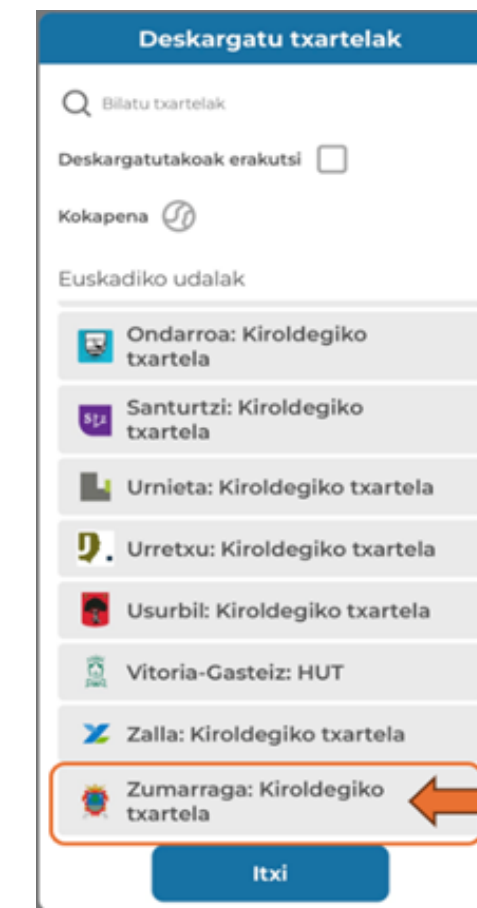 Deskargatu txartelak
Bilatu txartelak
Deskargatutakoak erakutsi
Kokapena
Euskadiko udalak
Ondarroa: Kiroldegiko
txartela
Santurtzi: Kiroldegiko
txartela
Urnieta: Kiroldegiko txartela
Urretxu: Kiroldegiko txartela
Usurbil: Kiroldegiko txartela
Vitoria-Gasteiz: HUT
Zalla: Kiroldegiko txartela
Zumarraga: Kiroldegiko
txartela
Itxi